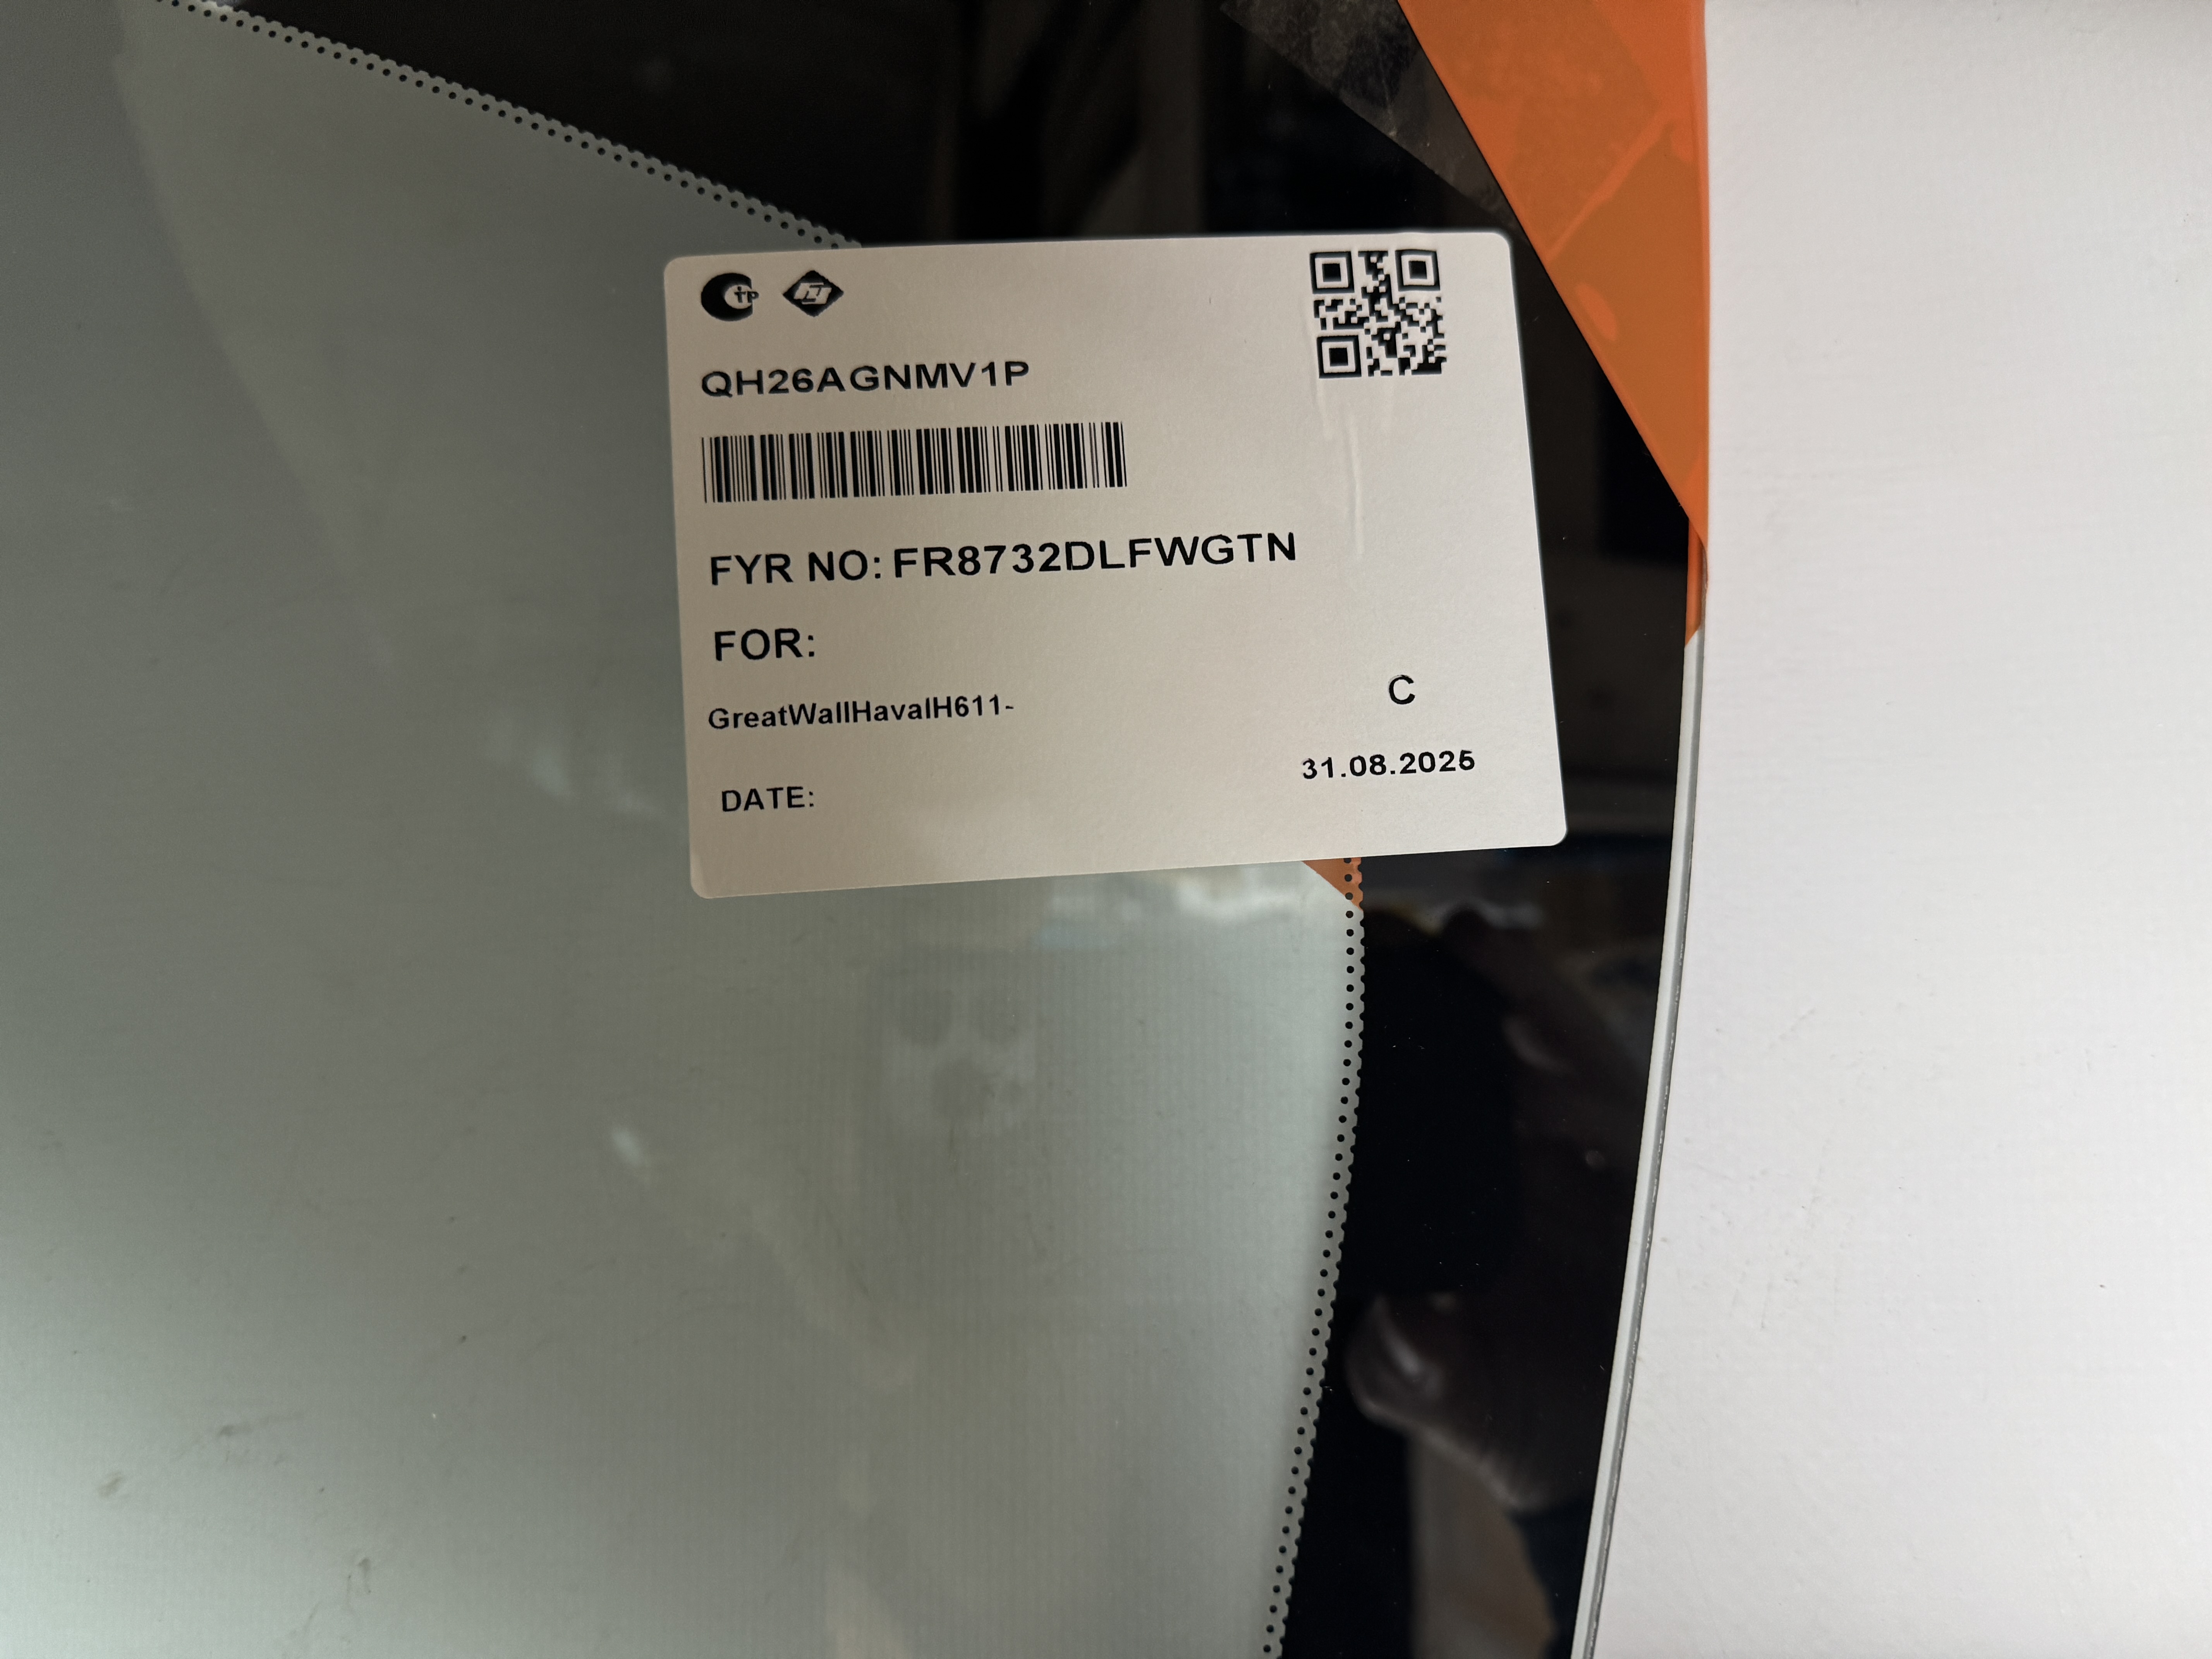 QH26AGNMV1P
FYR NO: FR8732DLFWGTN
FOR:
GreatWallHavalH611-
C
31.08.2025
DATE: